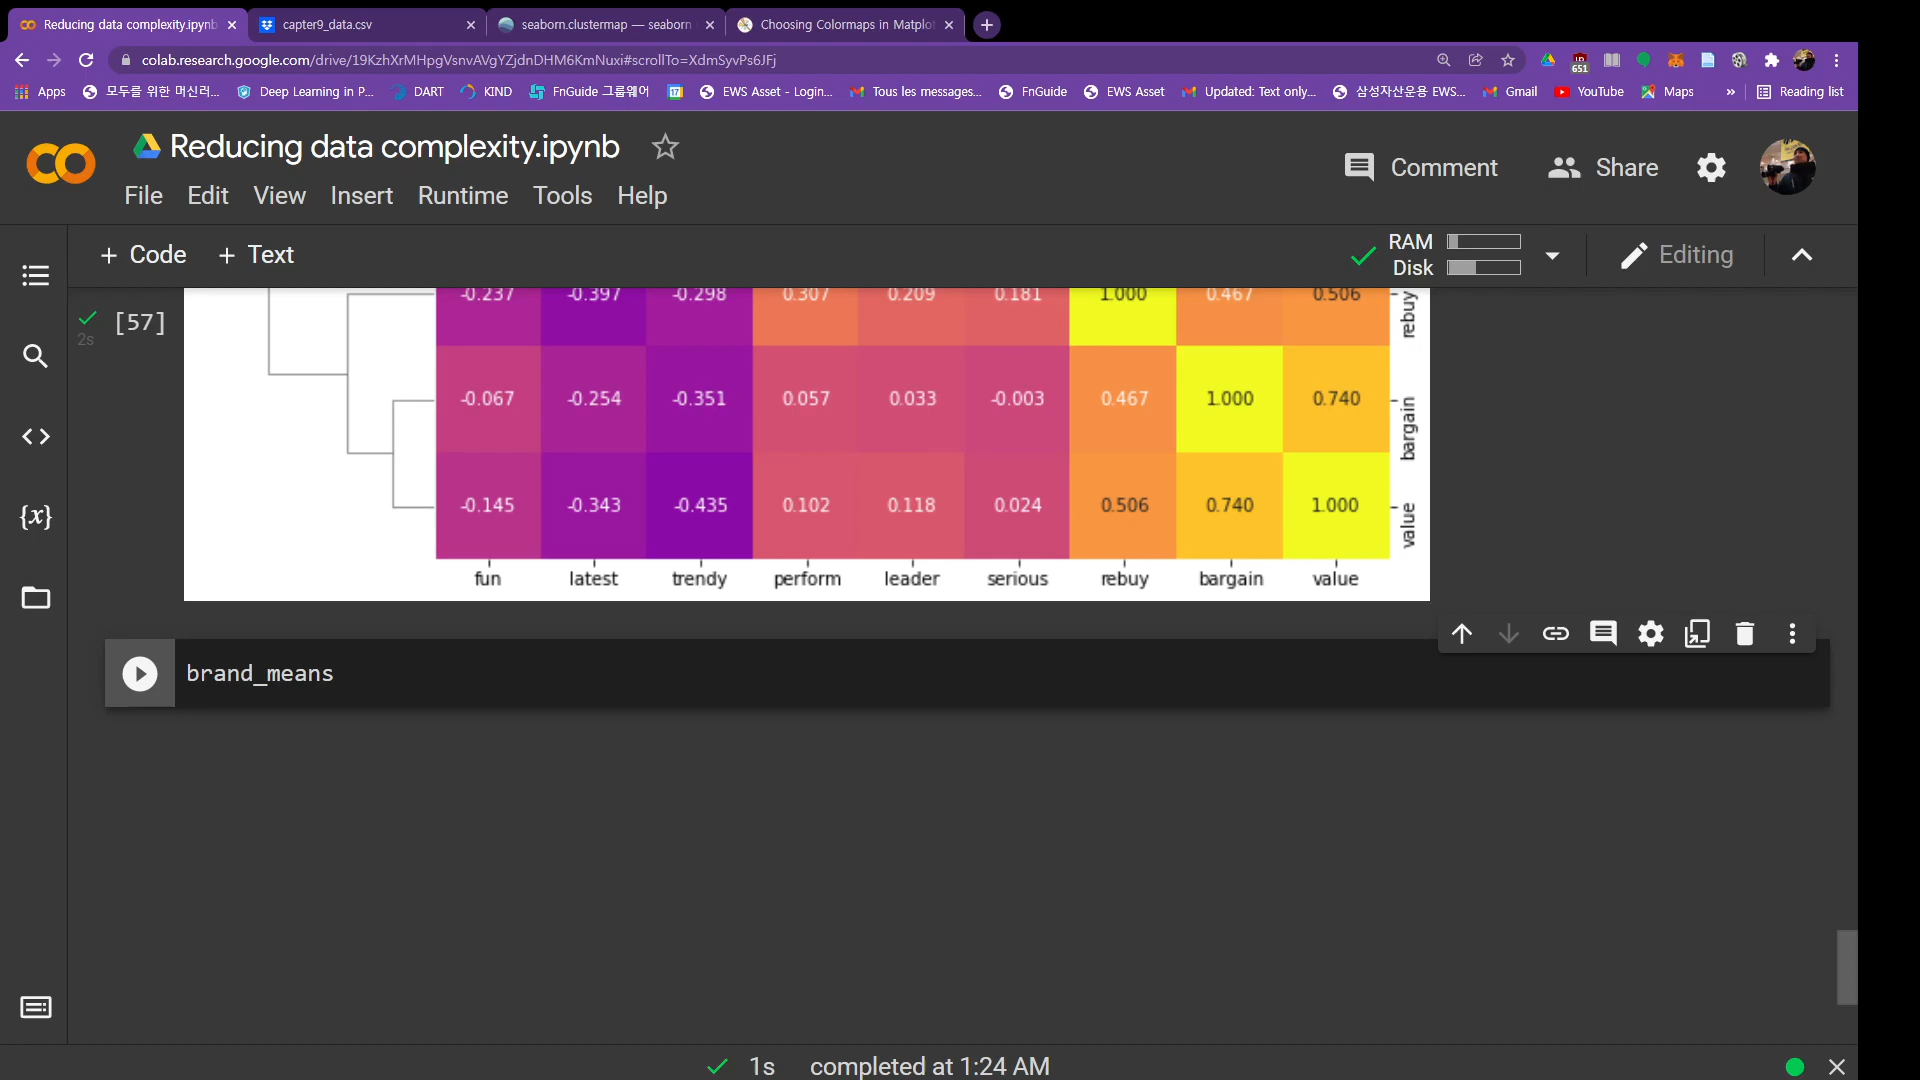 Reducing data complexity.ipynb
capter9_data.csv
seaborn.clustermap — seaborn
Choosing Colormaps in Matplot
colab.research.google.com/drive/19KzhXrMHpgVsnvAVgYZjdnDHM6KmNuxi#scrollTo=XdmSyvPs6JFj
651
Apps
모두를 위한 머신러...
Deep Learning in P...
DART
KIND
FnGuide 그룹웨어
17
EWS Asset - Login...
Tous les messages...
FnGuide
EWS Asset
Updated: Text only...
삼성자산운용 EWS...
Gmail
YouTube
Maps
»
Reading list
Reducing data complexity.ipynb
Comment
Share
File Edit View Insert Runtime Tools Help
+ Code + Text
RAM
Disk
Editing
[57]
2s
-0.237 -0.397 -0.298 0.307 0.209 0.181 1.000 0.467 0.506 rebuy
-0.067 -0.254 -0.351 0.057 0.033 -0.003 0.467 1.000 0.740 bargain
-0.145 -0.343 -0.435 0.102 0.118 0.024 0.506 0.740 1.000 value
fun latest trendy perform leader serious rebuy bargain value
{x}
brand_means
1s completed at 1:24 AM